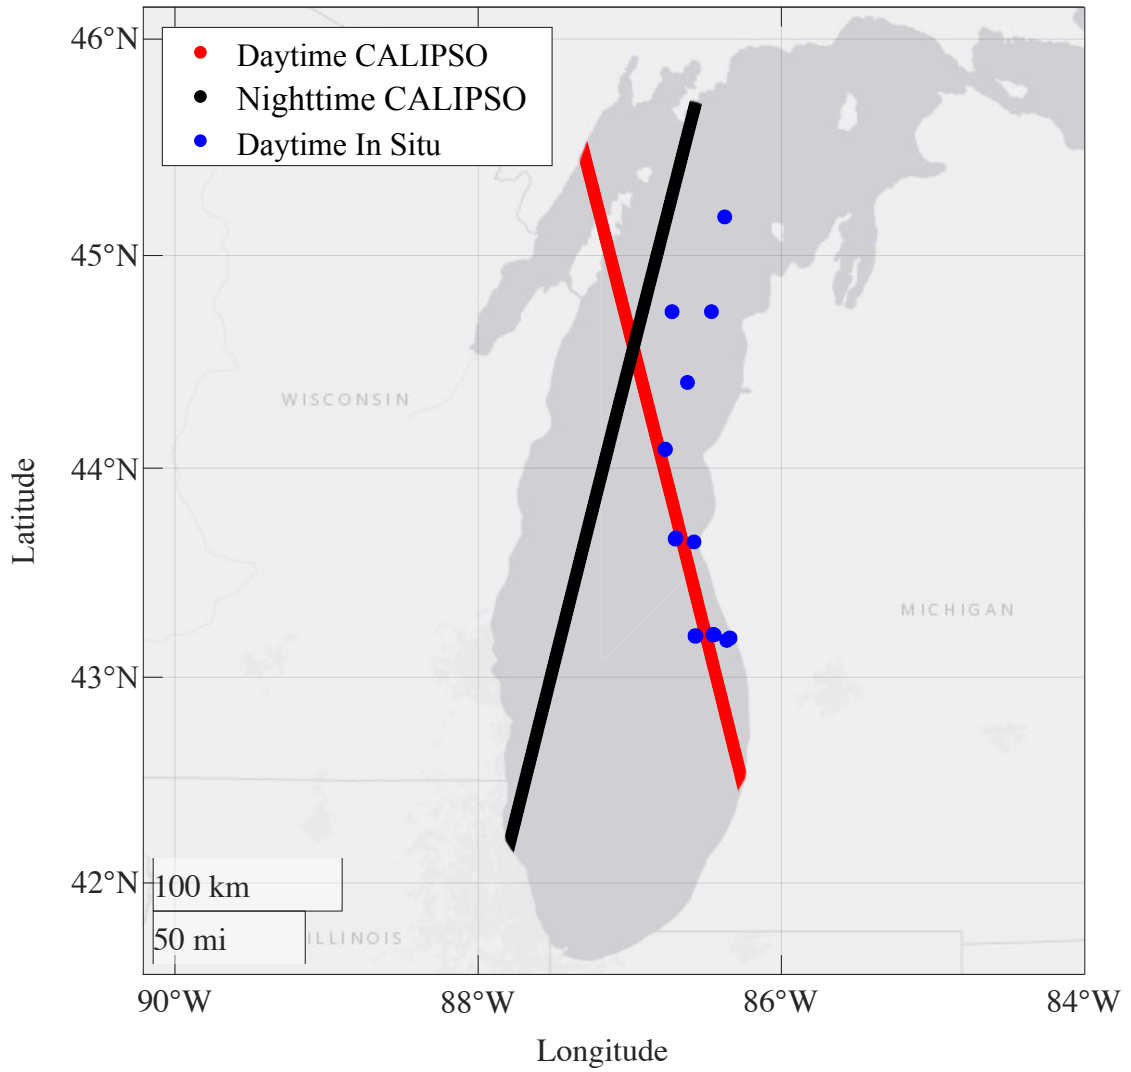 46°N
Daytime CALIPSO
Nighttime CALIPSO
Daytime In Situ
45°N
WISCONSIN
44°N
Latitude
MICHIGAN
43°N
42°N
100 km
50 mi
ILLINOIS
90°W
88°W
86°W
84°W
Longitude